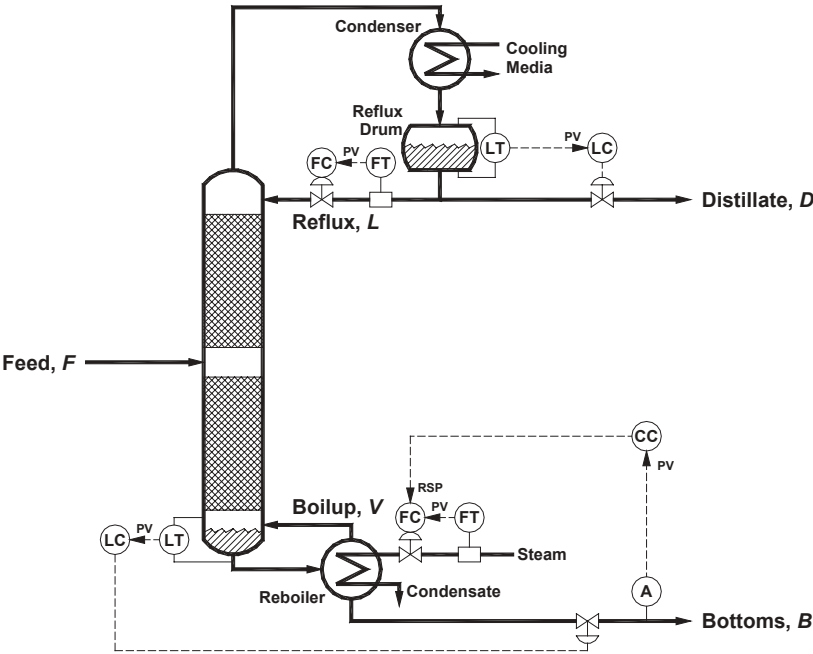 Condenser
Cooling
Media
Reflux
Drum
LT
PV
LC
FC
PV
FT
Reflux, L
Distillate, D
Feed, F
CC
PV
RSP
Boilup, V
FC
PV
FT
LC
PV
LT
Steam
Reboiler
Condensate
A
Bottoms, B